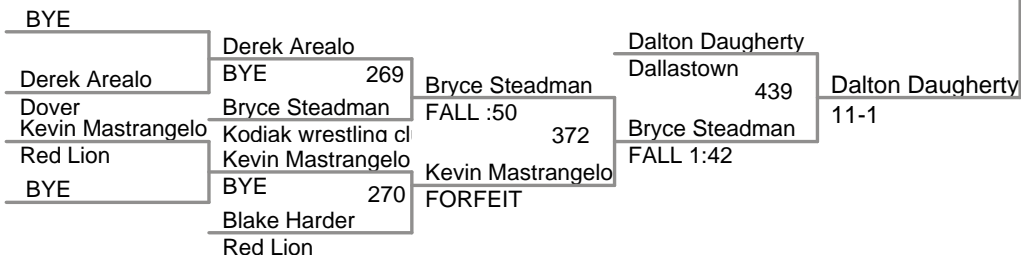 BYE
Derek Arealo
Dover
Kevin Mastrangelo
Red Lion
BYE
Derek Arealo
BYE
269
Bryce Steadman
Kodiak wrestling cl
Kevin Mastrangelo
BYE
270
Blake Harder
Red Lion
Bryce Steadman
FALL :50
372
Kevin Mastrangelo
FORFEIT
Dalton Daugherty
Dallastown
439
Bryce Steadman
FALL 1:42
Dalton Daugherty
11-1